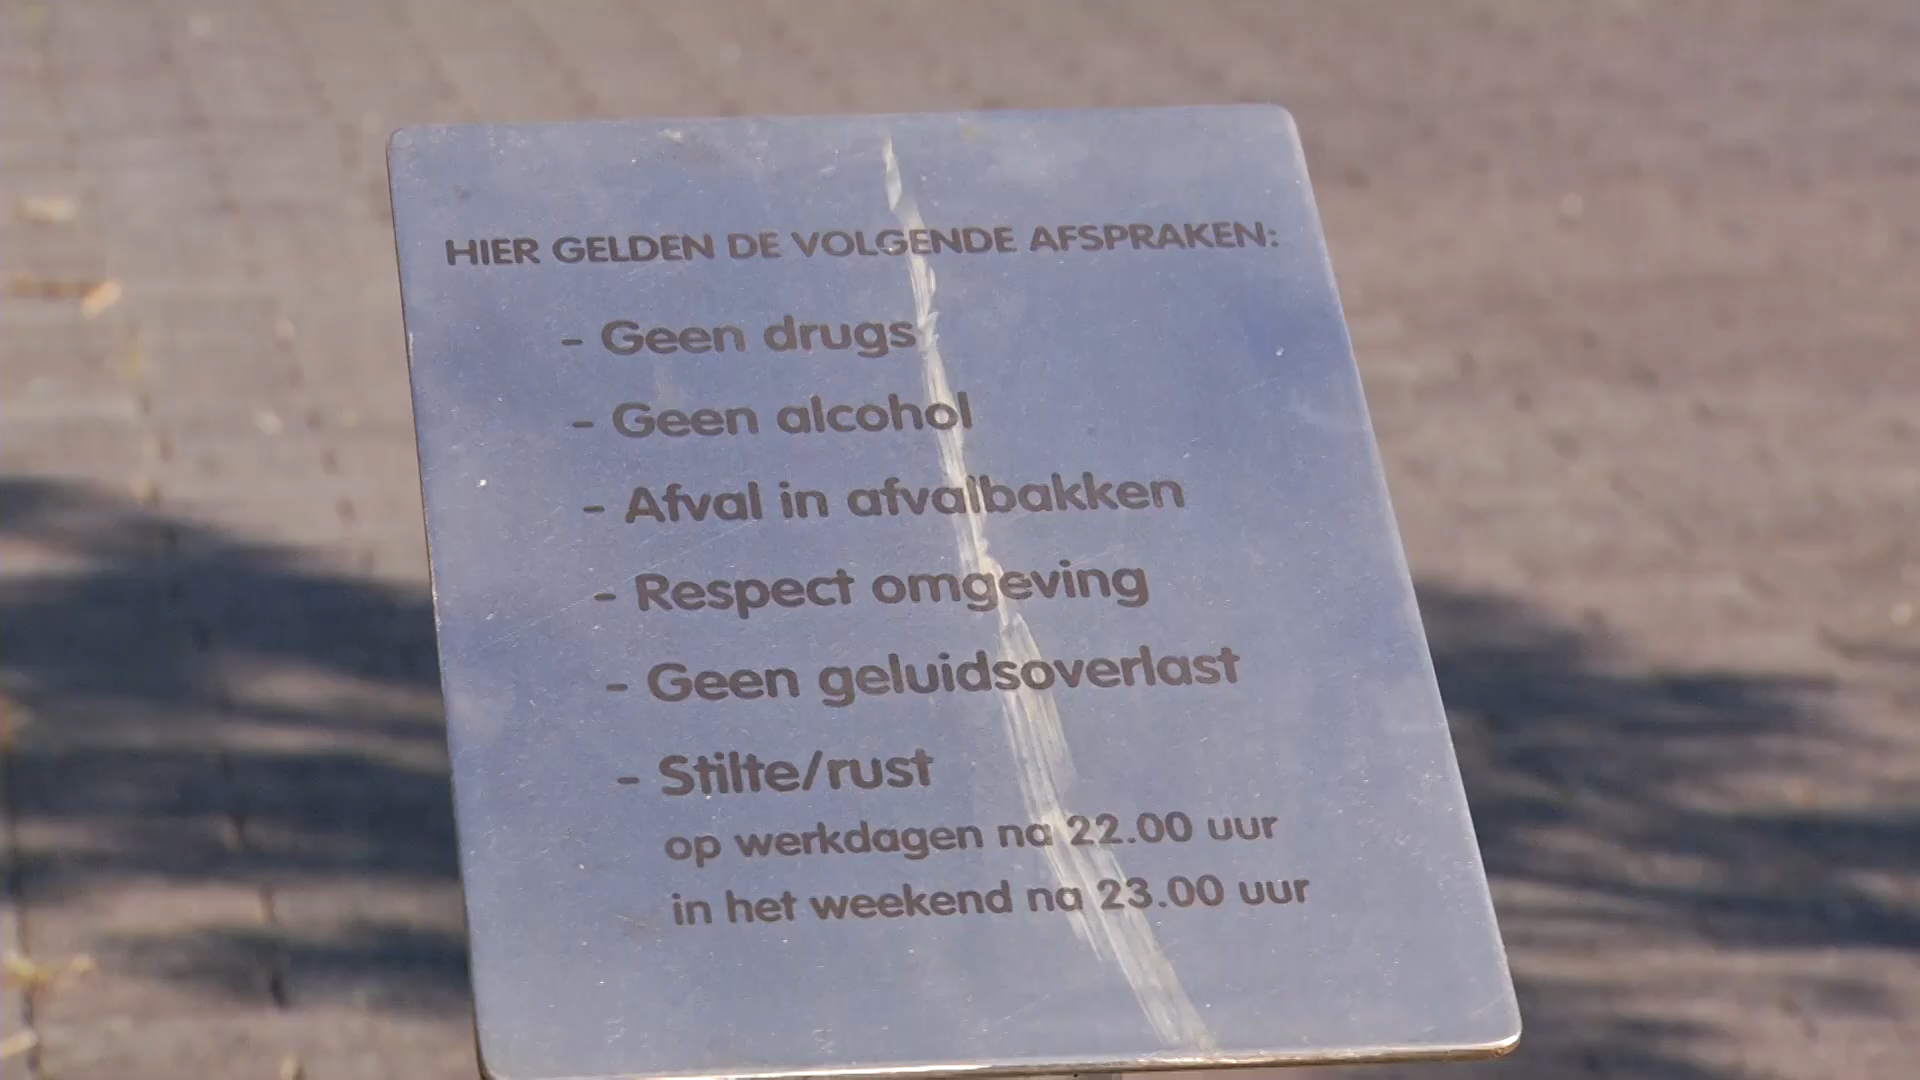 HIER GELDEN DE VOLGENDE AFSPRAKEN:
- Geen drugs
- Geen alcohol
- Afval in afvalbakken
- Respect omgeving
- Geen geluidsoverlast
- Stilte/rust
op werkdagen na 22.00 uur
in het weekend na 23.00 uur